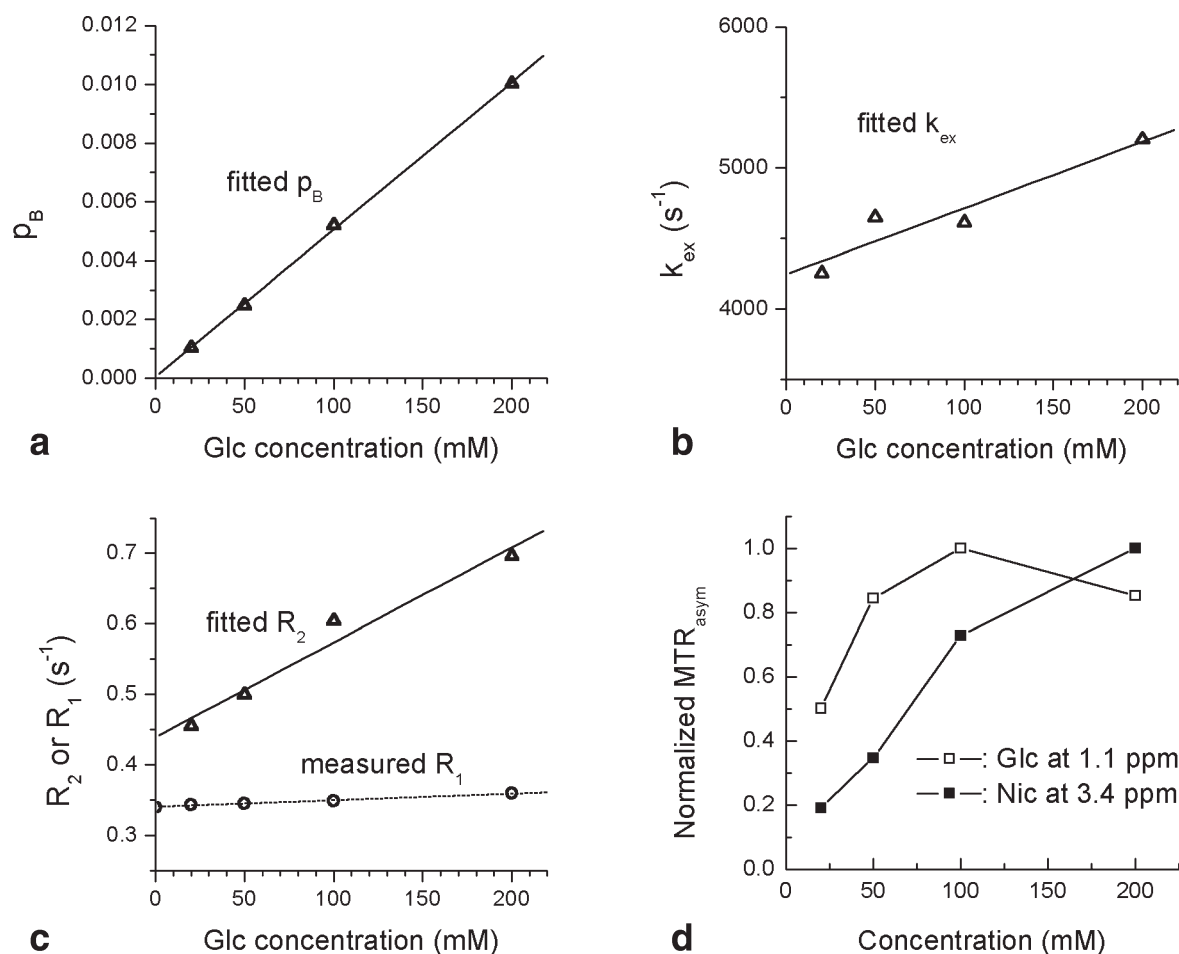 0.012
0.010
0.008
0.006
0.004
0.002
0.000
p_B
fitted p_B
0 50 100 150 200
Glc concentration (mM)
a
6000
5000
4000
k_ex (s^-1)
fitted k_ex
0 50 100 150 200
Glc concentration (mM)
b
0.7
0.6
0.5
0.4
0.3
R_2 or R_1 (s^-1)
fitted R_2
measured R_1
0 50 100 150 200
Glc concentration (mM)
c
1.0
0.8
0.6
0.4
0.2
0.0
Normalized MTR_asym
: Glc at 1.1 ppm
: Nic at 3.4 ppm
0 50 100 150 200
Concentration (mM)
d